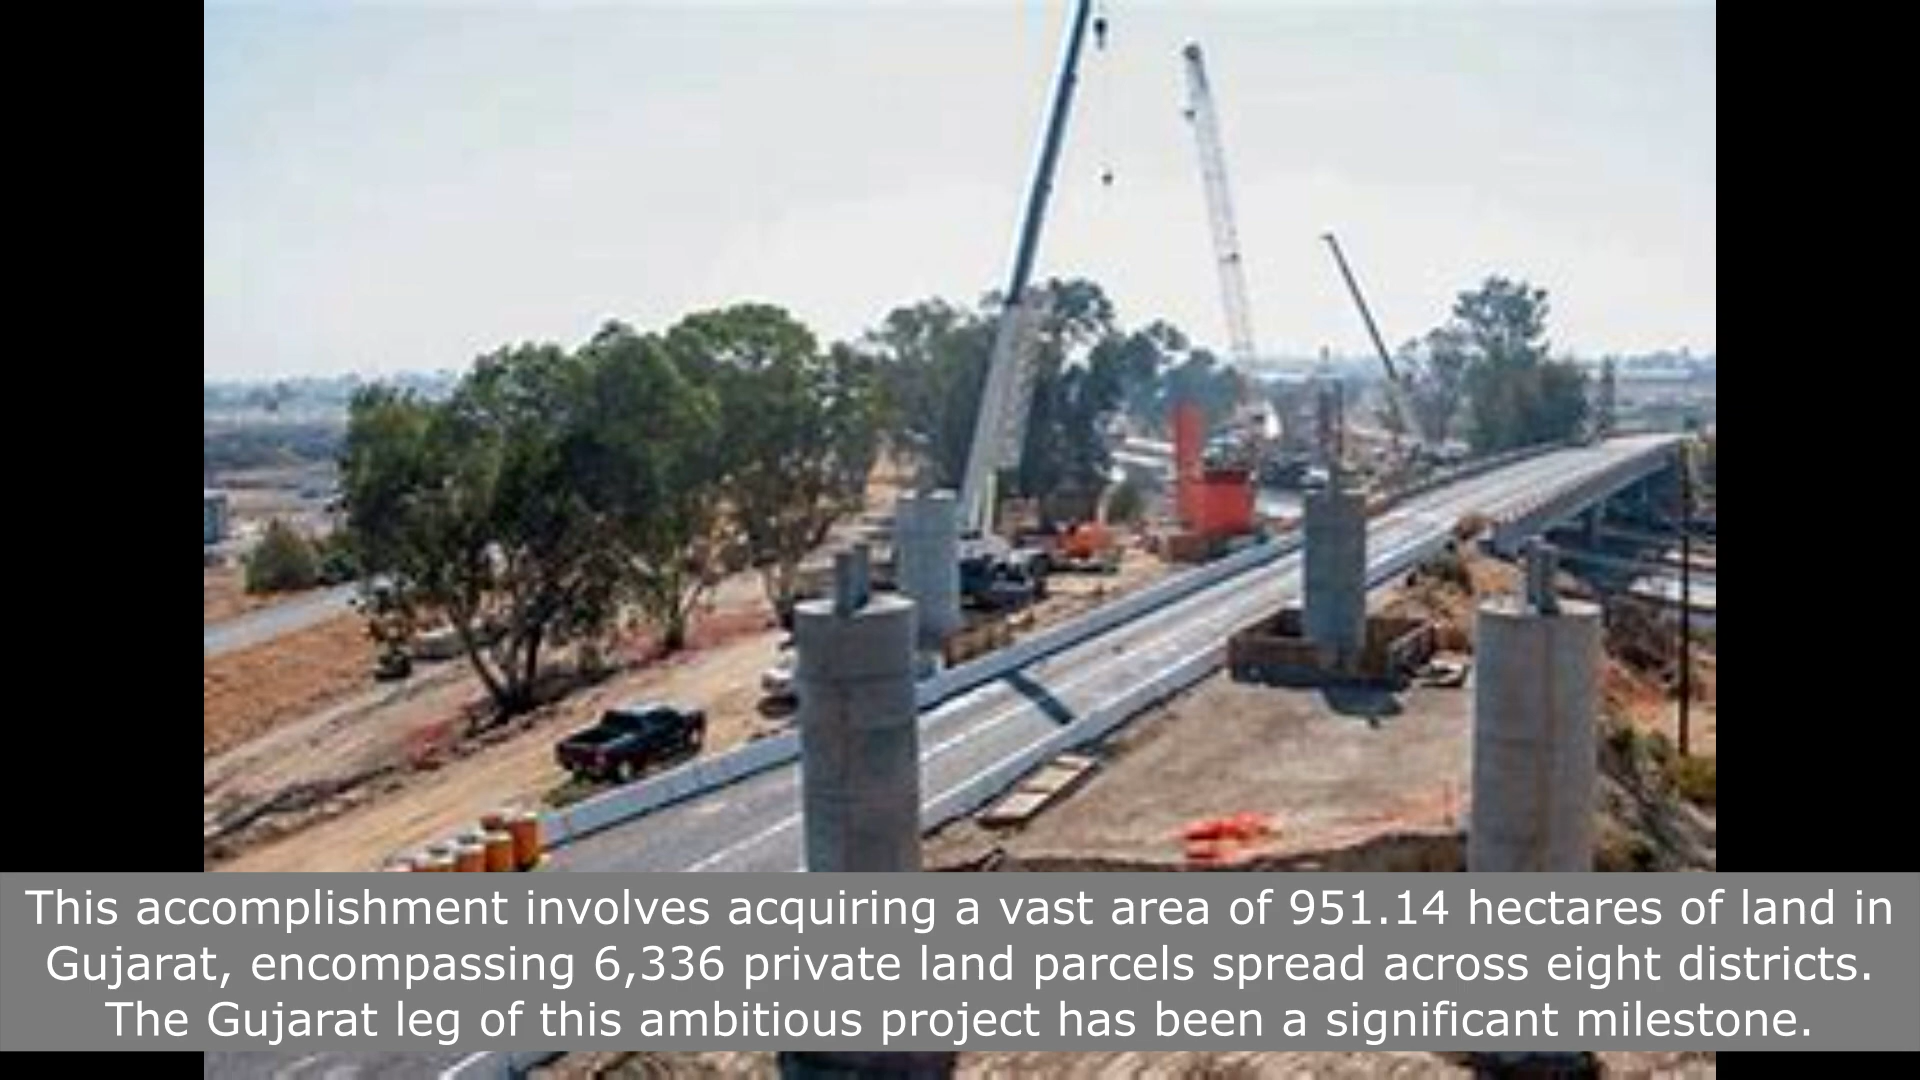 This accomplishment involves acquiring a vast area of 951.14 hectares of land in
Gujarat, encompassing 6,336 private land parcels spread across eight districts.
The Gujarat leg of this ambitious project has been a significant milestone.